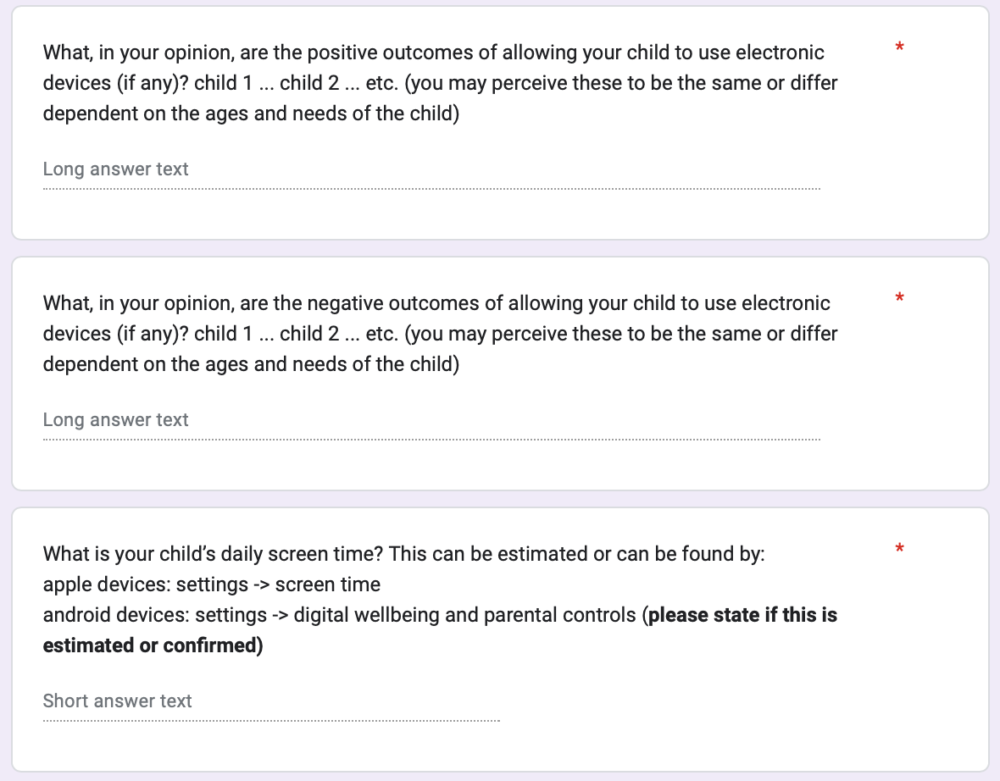 What, in your opinion, are the positive outcomes of allowing your child to use electronic *
devices (if any)? child 1 ... child 2 ... etc. (you may perceive these to be the same or differ
dependent on the ages and needs of the child)
Long answer text
What, in your opinion, are the negative outcomes of allowing your child to use electronic *
devices (if any)? child 1 ... child 2 ... etc. (you may perceive these to be the same or differ
dependent on the ages and needs of the child)
Long answer text
What is your child’s daily screen time? This can be estimated or can be found by: *
apple devices: settings -> screen time
android devices: settings -> digital wellbeing and parental controls (please state if this is
estimated or confirmed)
Short answer text